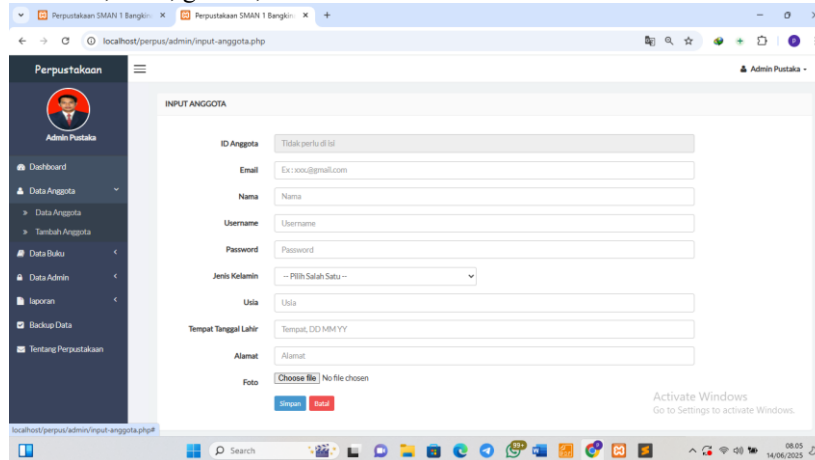 Perpustakaan SMAN 1 Bangkin
Perpustakaan SMAN 1 Bangkin
localhost/perpus/admin/input-anggota.php
Perpustakaan
Admin Pustaka
Admin Pustaka
INPUT ANGGOTA
ID Anggota
Tidak perlu di isi
Email
Ex : xxx@gmail.com
Nama
Nama
Username
Username
Password
Password
Jenis Kelamin
-- Pilih Salah Satu --
Usia
Usia
Tempat Tanggal Lahir
Tempat, DD MM YY
Alamat
Alamat
Foto
Choose file No file chosen
Simpan Batal
Dashboard
Data Anggota
» Data Anggota
» Tambah Anggota
Data Buku
Data Admin
laporan
Backup Data
Tentang Perpustakaan
Activate Windows
Go to Settings to activate Windows.
localhost/perpus/admin/input-anggota.php#
Search
99+
08.05
14/06/2025